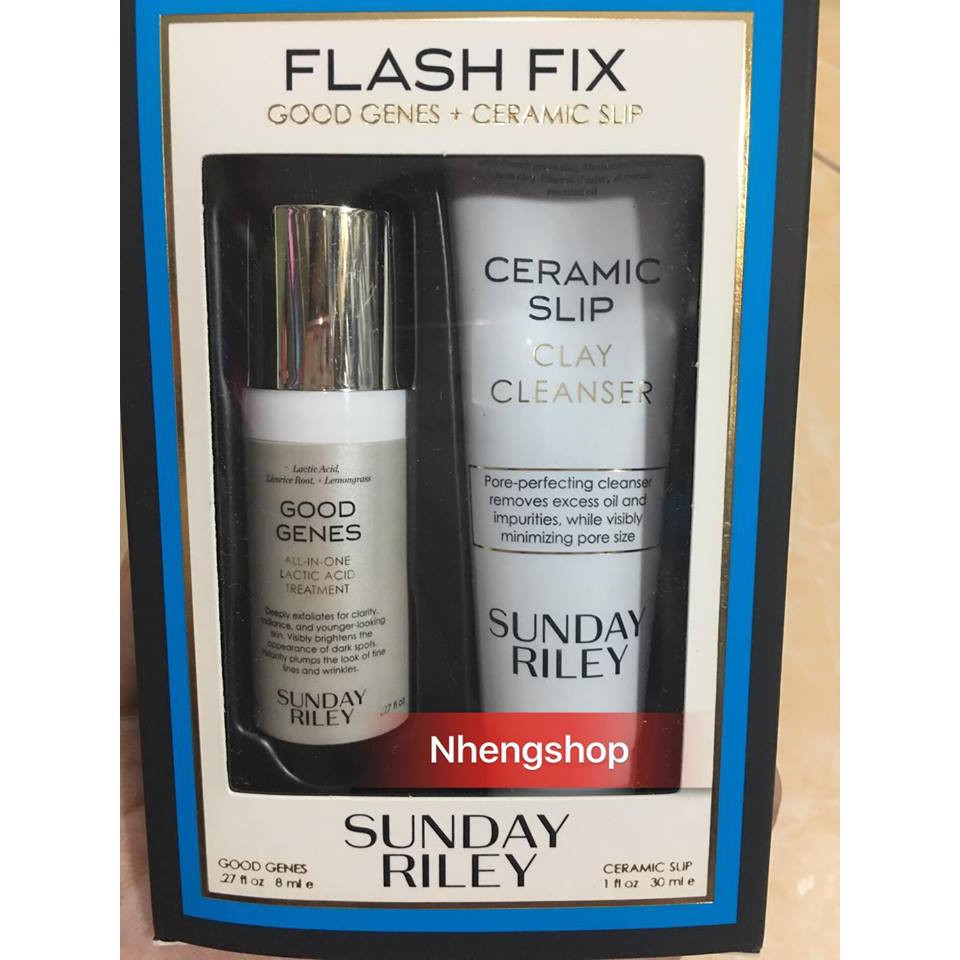 FLASH FIX
GOOD GENES + CERAMIC SLIP
essential oil
CERAMIC
SLIP
CLAY
CLEANSER
Pore-perfecting cleanser
removes excess oil and
impurities, while visibly
minimizing pore size
SUNDAY
RILEY
Lactic Acid,
Licorice Root, + Lemongrass
GOOD
GENES
ALL-IN-ONE
LACTIC ACID
TREATMENT
Deeply exfoliates for clarity,
radiance, and younger-looking
skin. Visibly brightens the
appearance of dark spots.
Instantly plumps the look of fine
lines and wrinkles.
SUNDAY
RILEY
.27 fl oz
Nhengshop
SUNDAY
RILEY
GOOD GENES
.27 fl oz 8 ml e
CERAMIC SLIP
1 fl oz 30 ml e